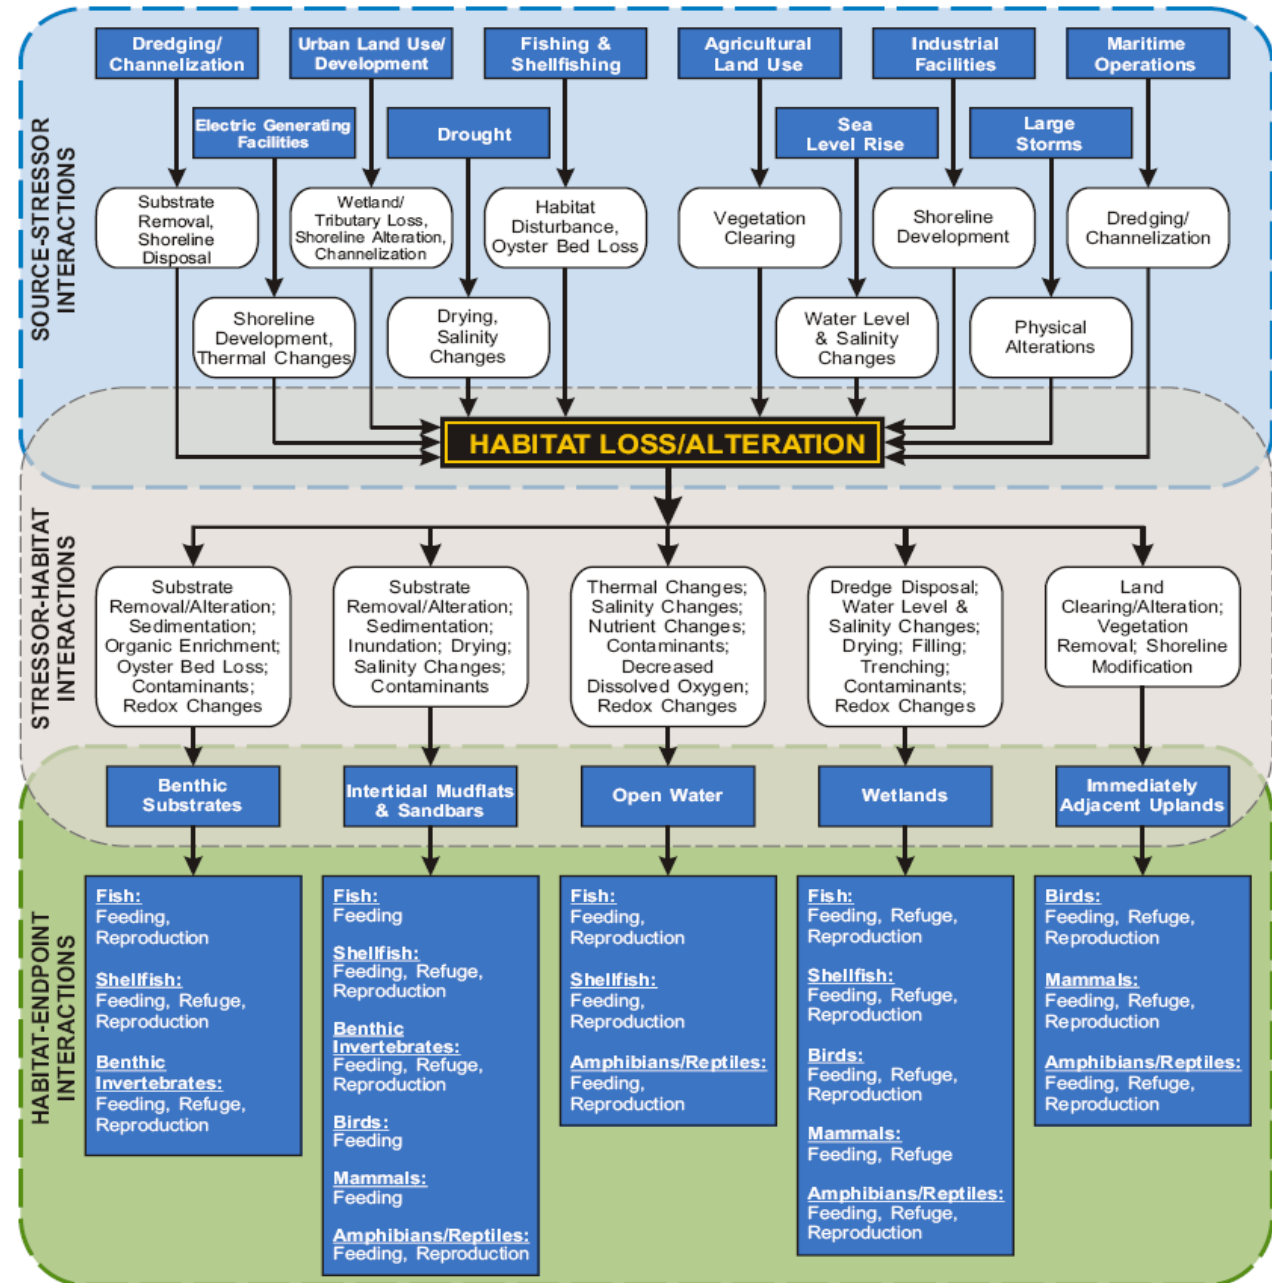 SOURCE-STRESSOR
INTERACTIONS
Dredging/
Channelization
Urban Land Use/
Development
Fishing &
Shellfishing
Agricultural
Land Use
Industrial
Facilities
Maritime
Operations
Electric Generating
Facilities
Drought
Sea
Level Rise
Large
Storms
Substrate
Removal,
Shoreline
Disposal
Wetland/
Tributary Loss,
Shoreline Alteration,
Channelization
Habitat
Disturbance,
Oyster Bed Loss
Vegetation
Clearing
Shoreline
Development
Dredging/
Channelization
Shoreline
Development,
Thermal Changes
Drying,
Salinity
Changes
Water Level
& Salinity
Changes
Physical
Alterations
HABITAT LOSS/ALTERATION
STRESSOR-HABITAT
INTERACTIONS
Substrate
Removal/Alteration;
Sedimentation;
Organic Enrichment;
Oyster Bed Loss;
Contaminants;
Redox Changes
Substrate
Removal/Alteration;
Sedimentation;
Inundation; Drying;
Salinity Changes;
Contaminants
Thermal Changes;
Salinity Changes;
Nutrient Changes;
Contaminants;
Decreased
Dissolved Oxygen;
Redox Changes
Dredge Disposal;
Water Level &
Salinity Changes;
Drying; Filling;
Trenching;
Contaminants;
Redox Changes
Land
Clearing/Alteration;
Vegetation
Removal; Shoreline
Modification
Benthic
Substrates
Intertidal Mudflats
& Sandbars
Open Water
Wetlands
Immediately
Adjacent Uplands
HABITAT-ENDPOINT
INTERACTIONS
Fish:
Feeding,
Reproduction
Shellfish:
Feeding, Refuge,
Reproduction
Benthic
Invertebrates:
Feeding, Refuge,
Reproduction
Fish:
Feeding
Shellfish:
Feeding, Refuge,
Reproduction
Benthic
Invertebrates:
Feeding, Refuge,
Reproduction
Birds:
Feeding
Mammals:
Feeding
Amphibians/Reptiles:
Feeding, Reproduction
Fish:
Feeding,
Reproduction
Shellfish:
Feeding,
Reproduction
Amphibians/Reptiles:
Feeding,
Reproduction
Fish:
Feeding, Refuge,
Reproduction
Shellfish:
Feeding, Refuge,
Reproduction
Birds:
Feeding, Refuge,
Reproduction
Mammals:
Feeding, Refuge
Amphibians/Reptiles:
Feeding, Refuge,
Reproduction
Birds:
Feeding, Refuge,
Reproduction
Mammals:
Feeding, Refuge,
Reproduction
Amphibians/Reptiles:
Feeding, Refuge,
Reproduction